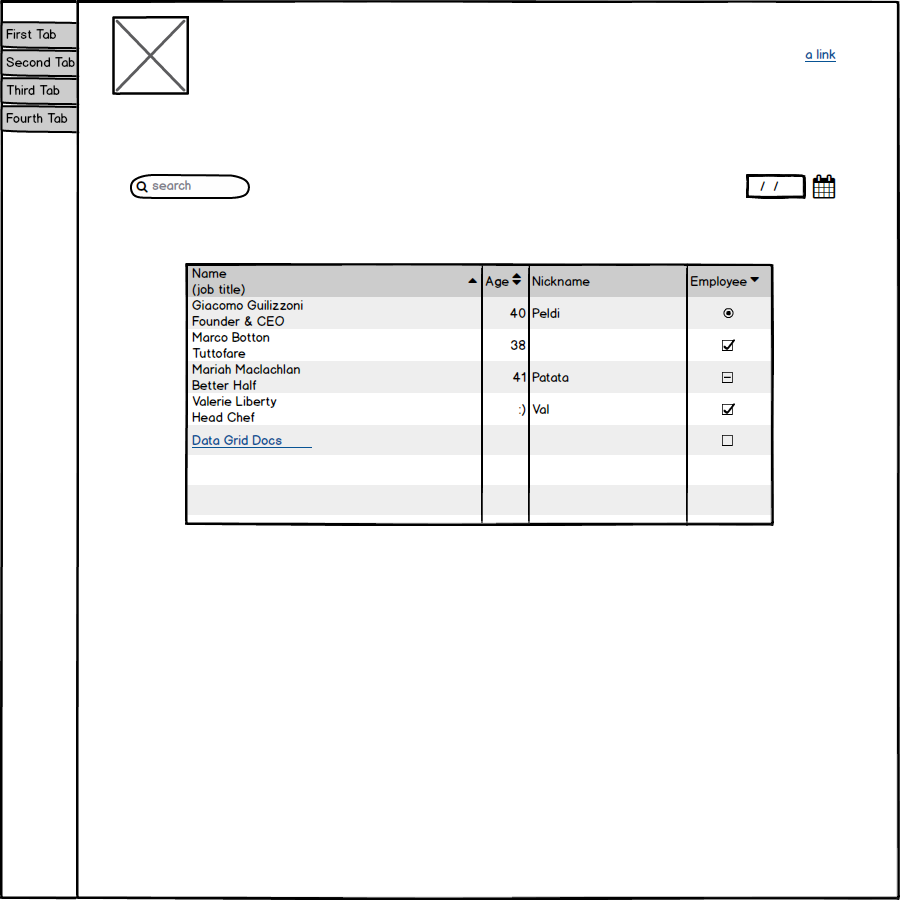 First Tab
Second Tab
Third Tab
Fourth Tab
a link
search
/ /
Name
(job title)
Age
Nickname
Employee
Giacomo Guilizzoni
Founder & CEO
40
Peldi
Marco Botton
Tuttofare
38
Mariah Maclachlan
Better Half
41
Patata
Valerie Liberty
Head Chef
:)
Val
Data Grid Docs